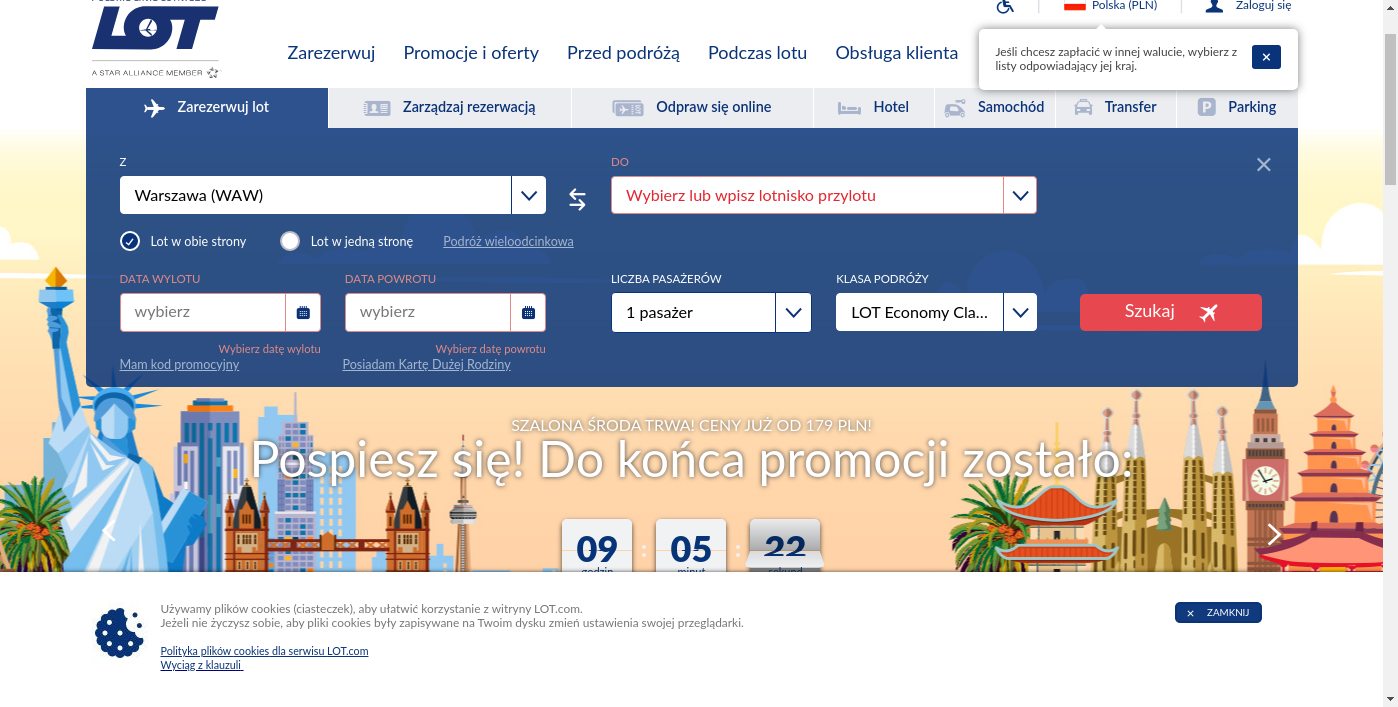 LOT
A STAR ALLIANCE MEMBER
Polska (PLN)
Zaloguj się
Zarezerwuj
Promocje i oferty
Przed podróżą
Podczas lotu
Obsługa klienta
Jeśli chcesz zapłacić w innej walucie, wybierz z
listy odpowiadający jej kraj.
Zarezerwuj lot
Zarządzaj rezerwacją
Odpraw się online
Hotel
Samochód
Transfer
Parking
Z
DO
Warszawa (WAW)
Wybierz lub wpisz lotnisko przylotu
Lot w obie strony
Lot w jedną stronę
Podróż wieloodcinkowa
DATA WYLOTU
DATA POWROTU
LICZBA PASAŻERÓW
KLASA PODRÓŻY
wybierz
wybierz
1 pasażer
LOT Economy Cla...
Szukaj
Wybierz datę wylotu
Wybierz datę powrotu
Mam kod promocyjny
Posiadam Kartę Dużej Rodziny
SZALONA ŚRODA TRWA! CENY JUŻ OD 179 PLN!
Pospiesz się! Do końca promocji zostało:
09 : 05 : 22
godzin
minut
sekund
Używamy plików cookies (ciasteczek), aby ułatwić korzystanie z witryny LOT.com.
Jeżeli nie życzysz sobie, aby pliki cookies były zapisywane na Twoim dysku zmień ustawienia swojej przeglądarki.
ZAMKNIJ
Polityka plików cookies dla serwisu LOT.com
Wyciąg z klauzuli